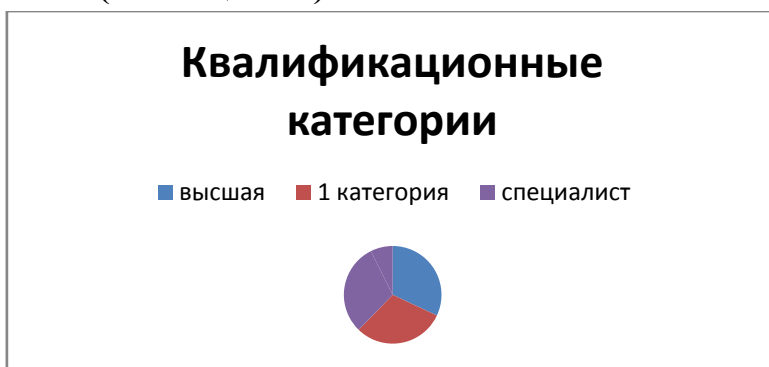 Квалификационные
категории
высшая 1 категория специалист